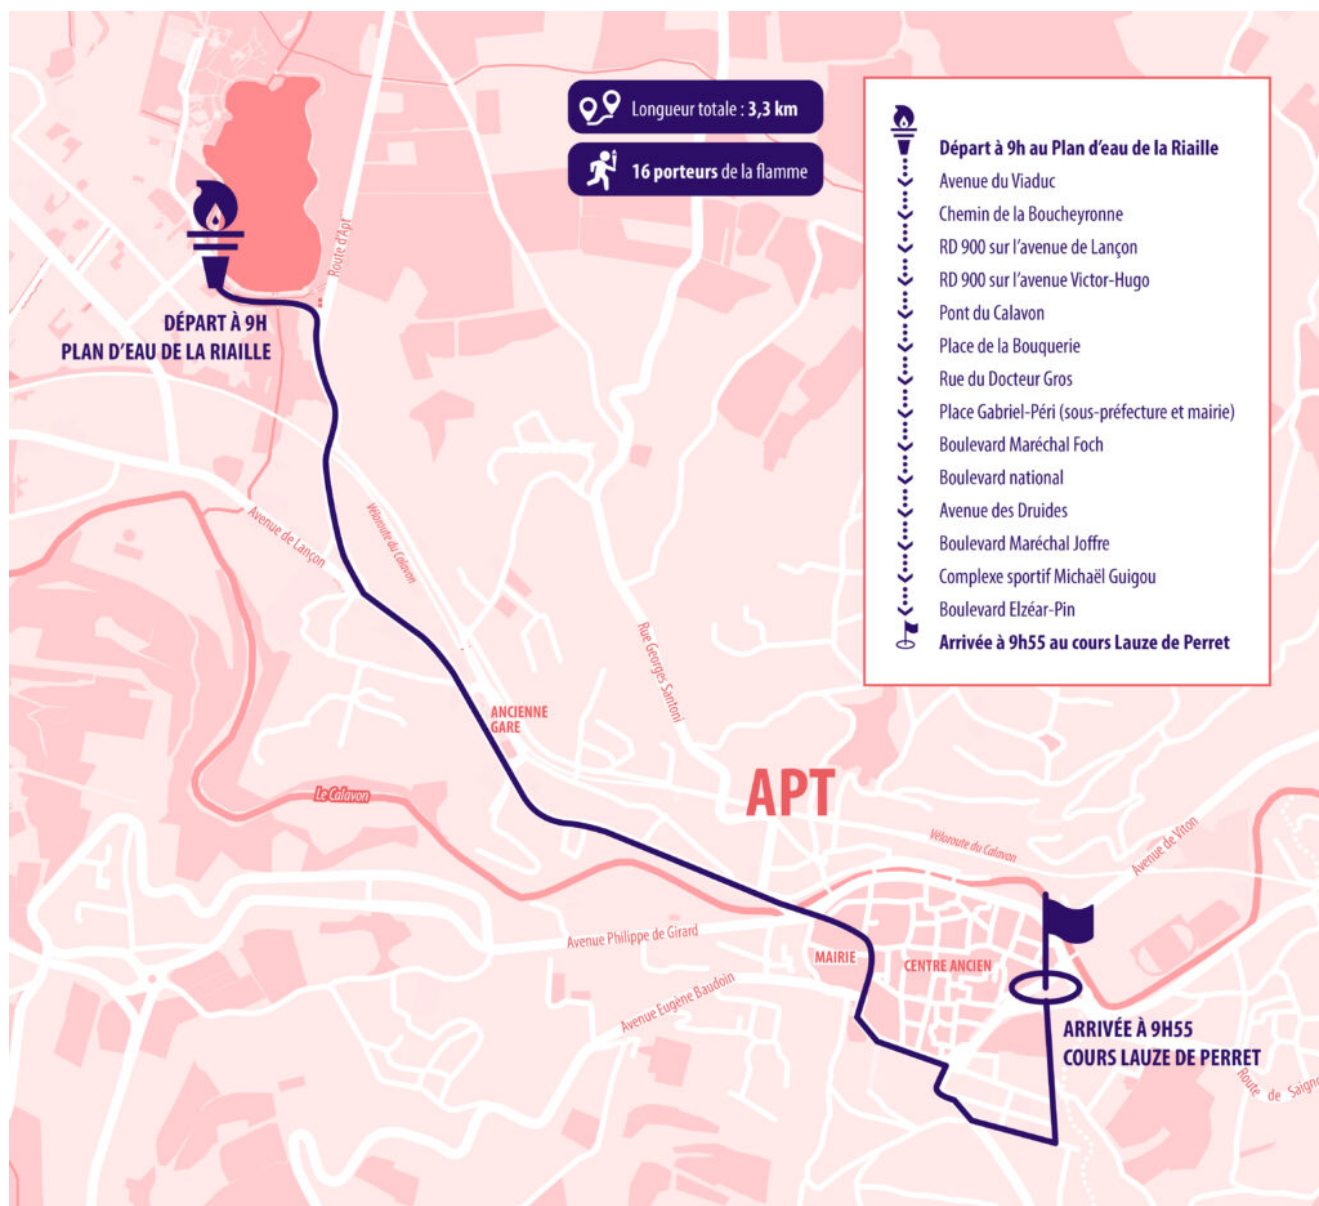 Longueur totale : 3,3 km
16 porteurs de la flamme
Départ à 9h au Plan d'eau de la Riaille
Avenue du Viaduc
Chemin de la Boucheyronne
RD 900 sur l'avenue de Lançon
RD 900 sur l'avenue Victor-Hugo
Pont du Calavon
Place de la Bouquerie
Rue du Docteur Gros
Place Gabriel-Péri (sous-préfecture et mairie)
Boulevard Maréchal Foch
Boulevard national
Avenue des Druides
Boulevard Maréchal Joffre
Complexe sportif Michaël Guigou
Boulevard Elzéar-Pin
Arrivée à 9h55 au cours Lauze de Perret
Route d'Apt
DÉPART À 9H
PLAN D'EAU DE LA RIAILLE
Avenue de Lançon
Véloroute du Calavon
Rue Georges Santoni
ANCIENNE
GARE
APT
Le Calavon
Véloroute du Calavon
Avenue de Viton
Avenue Philippe de Girard
MAIRIE
CENTRE ANCIEN
Avenue Eugène Baudoin
ARRIVÉE À 9H55
COURS LAUZE DE PERRET
Route de Saign